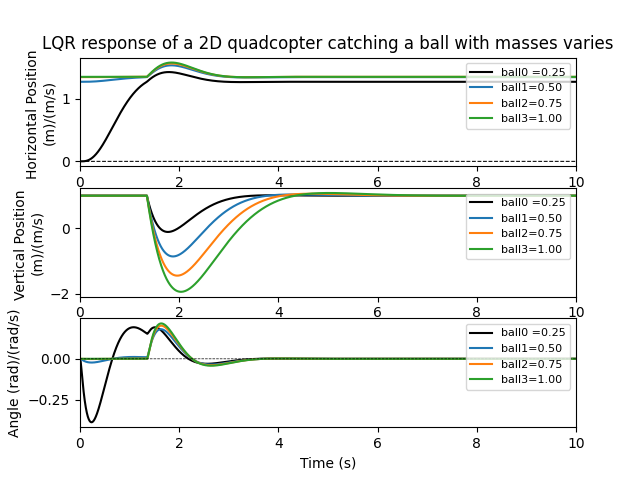 LQR response of a 2D quadcopter catching a ball with masses varies
Horizontal Position
(m)/(m/s)
1
0
ball0 =0.25
ball1=0.50
ball2=0.75
ball3=1.00
0 2 4 6 8 10
Vertical Position
(m)/(m/s)
0
−2
ball0 =0.25
ball1=0.50
ball2=0.75
ball3=1.00
0 2 4 6 8 10
Angle (rad)/(rad/s)
0.00
−0.25
ball0 =0.25
ball1=0.50
ball2=0.75
ball3=1.00
0 2 4 6 8 10
Time (s)